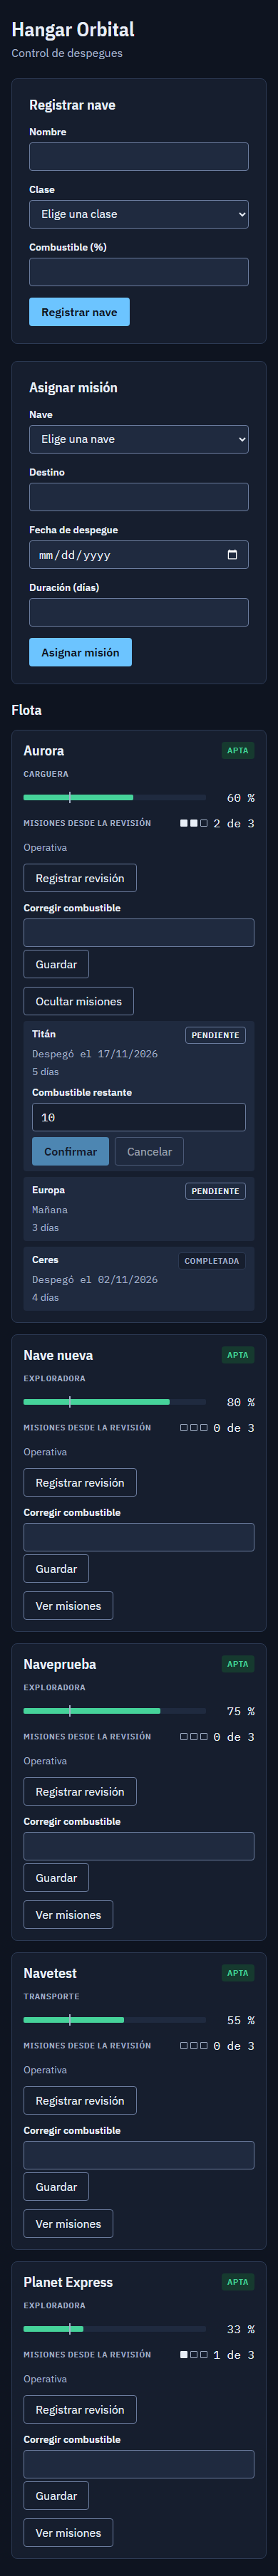 Hangar Orbital
Control de despegues
Registrar nave
Nombre
Clase
Elige una clase
Combustible (%)
Registrar nave
Asignar misión
Nave
Elige una nave
Destino
Fecha de despegue
mm/dd/yyyy
Duración (días)
Asignar misión
Flota
Aurora APTA
CARGUERA
60 %
MISIONES DESDE LA REVISIÓN 2 de 3
Operativa
Registrar revisión
Corregir combustible
Guardar
Ocultar misiones
Titán PENDIENTE
Despegó el 17/11/2026
5 días
Combustible restante
10
Confirmar Cancelar
Europa PENDIENTE
Mañana
3 días
Ceres COMPLETADA
Despegó el 02/11/2026
4 días
Nave nueva APTA
EXPLORADORA
80 %
MISIONES DESDE LA REVISIÓN 0 de 3
Operativa
Registrar revisión
Corregir combustible
Guardar
Ver misiones
Naveprueba APTA
EXPLORADORA
75 %
MISIONES DESDE LA REVISIÓN 0 de 3
Operativa
Registrar revisión
Corregir combustible
Guardar
Ver misiones
Navetest APTA
TRANSPORTE
55 %
MISIONES DESDE LA REVISIÓN 0 de 3
Operativa
Registrar revisión
Corregir combustible
Guardar
Ver misiones
Planet Express APTA
EXPLORADORA
33 %
MISIONES DESDE LA REVISIÓN 1 de 3
Operativa
Registrar revisión
Corregir combustible
Guardar
Ver misiones